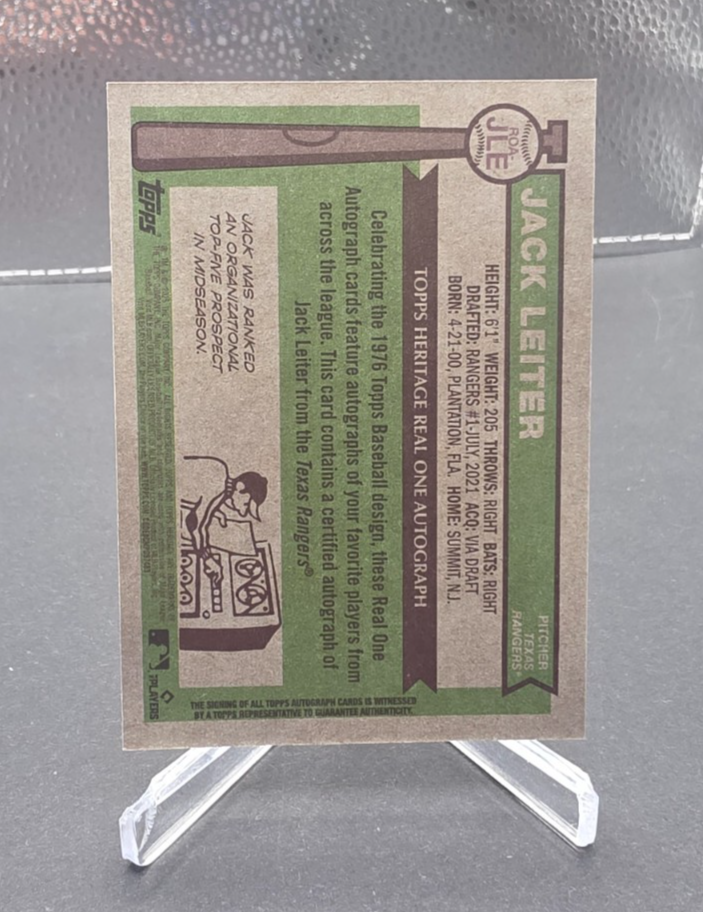 ROA-
JLE
JACK LEITER
PITCHER
TEXAS
RANGERS®
HEIGHT: 6'1" WEIGHT: 205 THROWS: RIGHT BATS: RIGHT
DRAFTED: RANGERS #1-JULY, 2021 ACQ: VIA DRAFT
BORN: 4-21-00, PLANTATION, FLA. HOME: SUMMIT, N.J.
TOPPS HERITAGE REAL ONE AUTOGRAPH
Celebrating the 1976 Topps Baseball design, these Real One
Autograph cards feature autographs of your favorite players from
across the league. This card contains a certified autograph of
Jack Leiter from the Texas Rangers®
JACK WAS RANKED
AN ORGANIZATIONAL
TOP-FIVE PROSPECT
IN MIDSEASON.
THE SIGNING OF ALL TOPPS AUTOGRAPH CARDS IS WITNESSED
BY A TOPPS REPRESENTATIVE TO GUARANTEE AUTHENTICITY.
topps
PLAYERS